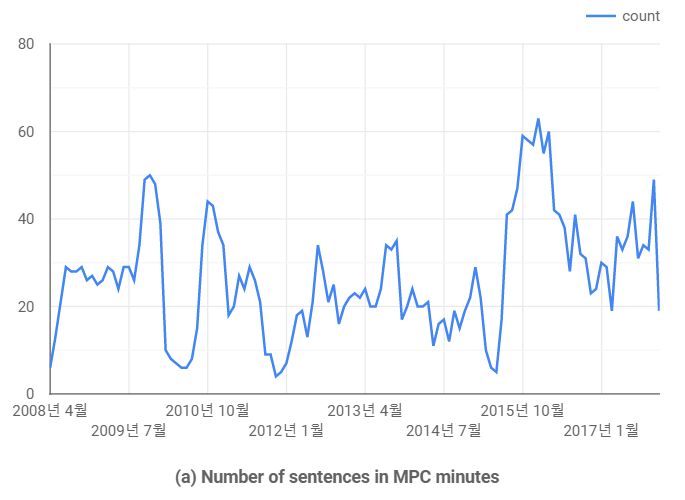 count
80
60
40
20
0
2008년 4월
2010년 10월
2013년 4월
2015년 10월
2009년 7월
2012년 1월
2014년 7월
2017년 1월
(a) Number of sentences in MPC minutes